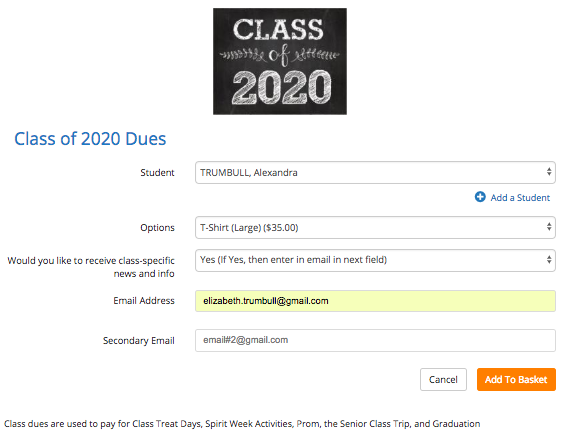 CLASS
of
2020
Class of 2020 Dues
Student
TRUMBULL, Alexandra
Add a Student
Options
T-Shirt (Large) ($35.00)
Would you like to receive class-specific
news and info
Yes (If Yes, then enter in email in next field)
Email Address
elizabeth.trumbull@gmail.com
Secondary Email
email#2@gmail.com
Cancel
Add To Basket
Class dues are used to pay for Class Treat Days, Spirit Week Activities, Prom, the Senior Class Trip, and Graduation